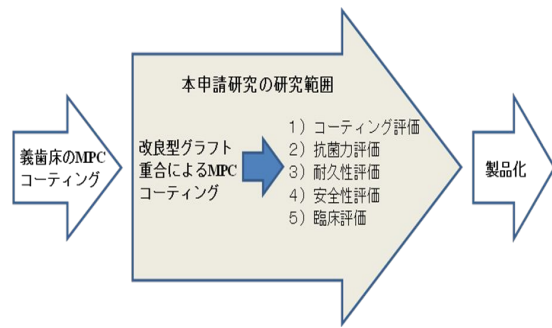 本申請研究の研究範囲
義歯床のMPC
コーティング
改良型グラフト
重合によるMPC
コーティング
1）コーティング評価
2）抗菌力評価
3）耐久性評価
4）安全性評価
5）臨床評価
製品化